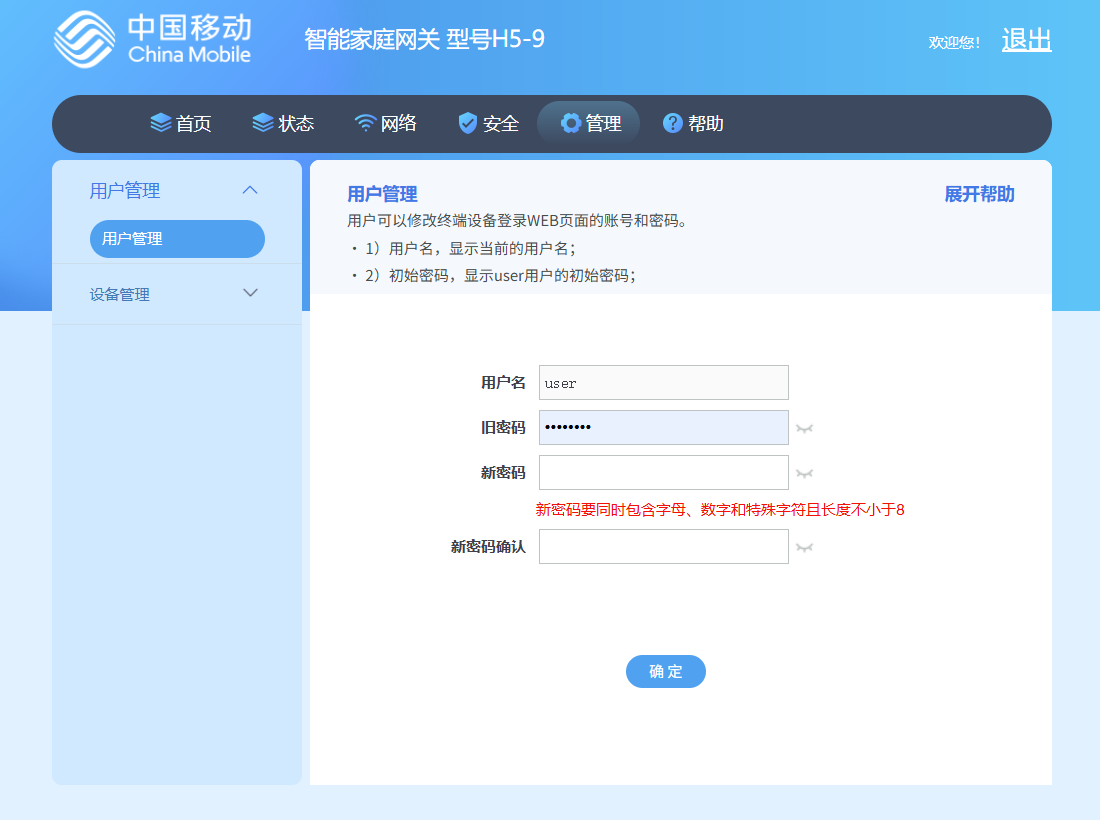 中国移动
China Mobile
智能家庭网关 型号H5-9
欢迎您!
退出
首页
状态
网络
安全
管理
帮助
用户管理
用户管理
设备管理
用户管理
展开帮助
用户可以修改终端设备登录WEB页面的账号和密码。
· 1）用户名，显示当前的用户名；
· 2）初始密码，显示user用户的初始密码；
用户名 user
旧密码 ••••••••
新密码
新密码要同时包含字母、数字和特殊字符且长度不小于8
新密码确认
确定